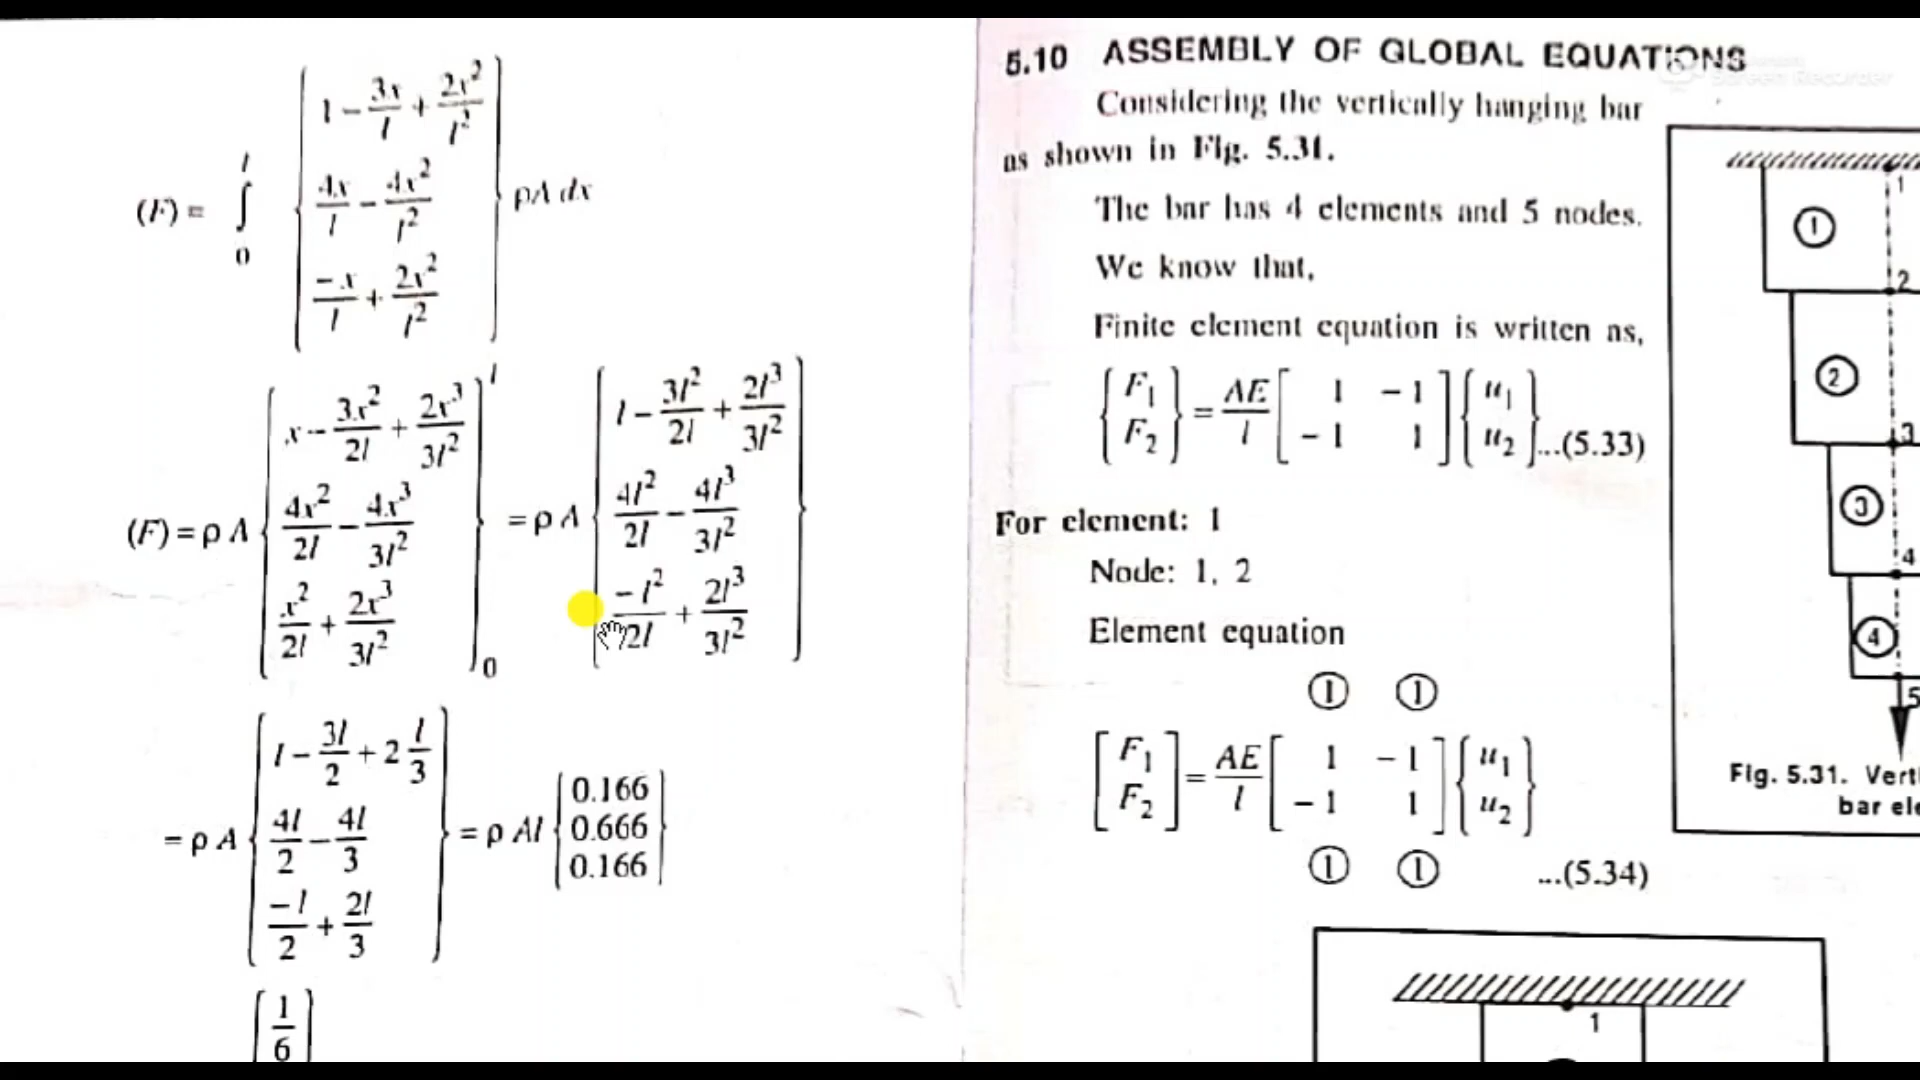 (F) = ∫₀ˡ { 1 − 3x/l + 2x²/l²
4x/l − 4x²/l²
−x/l + 2x²/l² } ρA dx
(F) = ρ A { x − 3x²/2l + 2x³/3l²
4x²/2l − 4x³/3l²
x²/2l + 2x³/3l² }₀ˡ = ρ A { l − 3l²/2l + 2l³/3l²
4l²/2l − 4l³/3l²
−l²/2l + 2l³/3l² }
= ρ A { l − 3l/2 + 2 l/3
4l/2 − 4l/3
−l/2 + 2l/3 } = ρ Al { 0.166
0.666
0.166 }
1/6
5.10 ASSEMBLY OF GLOBAL EQUATIONS
Considering the vertically hanging bar
as shown in Fig. 5.31.
The bar has 4 elements and 5 nodes.
We know that,
Finite element equation is written as,
{ F₁ F₂ } = AE/l [ 1 −1
−1 1 ] { u₁ u₂ } ...(5.33)
For element: 1
Node: 1, 2
Element equation
① ①
[ F₁ F₂ ] = AE/l [ 1 −1
−1 1 ] { u₁ u₂ }
① ① ...(5.34)
1
①
2
②
3
③
4
④
5
Fig. 5.31. Verti
bar ele
1
Screen Recorder